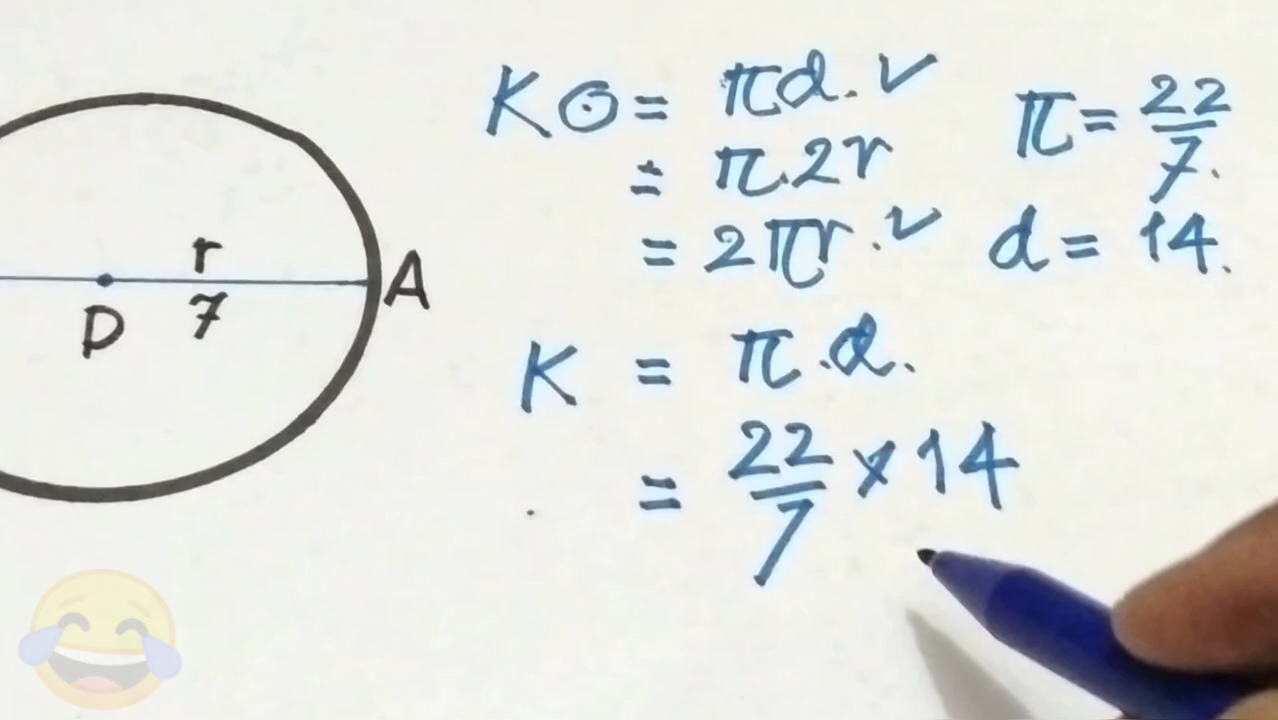 K⊙ = πd. ✓
= π.2r
= 2πr. ✓
π = 22/7.
d = 14.
r
7
D
A
K = π.d.
= 22/7 × 14